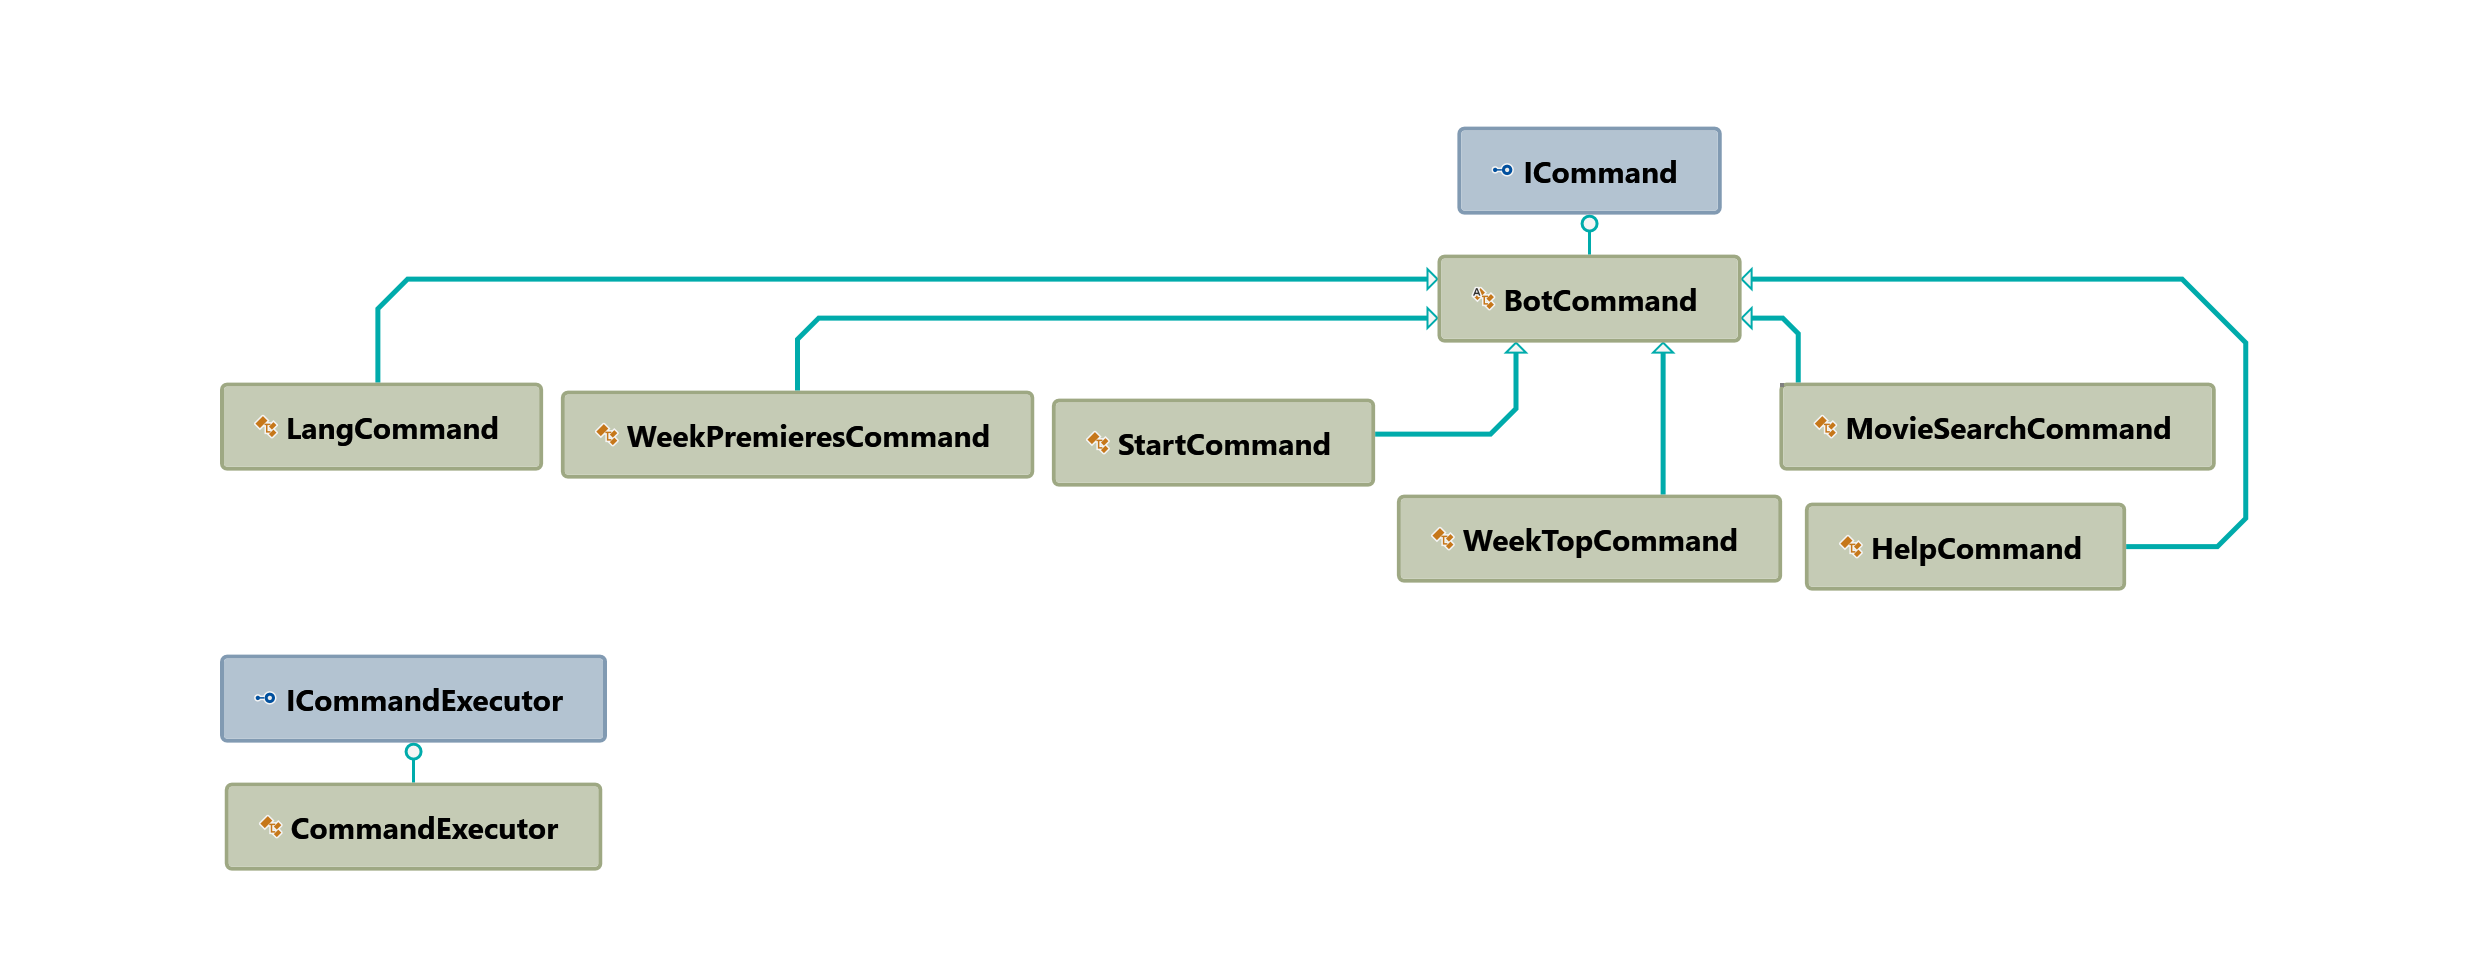 ICommand
BotCommand
LangCommand
WeekPremieresCommand
StartCommand
MovieSearchCommand
WeekTopCommand
HelpCommand
ICommandExecutor
CommandExecutor